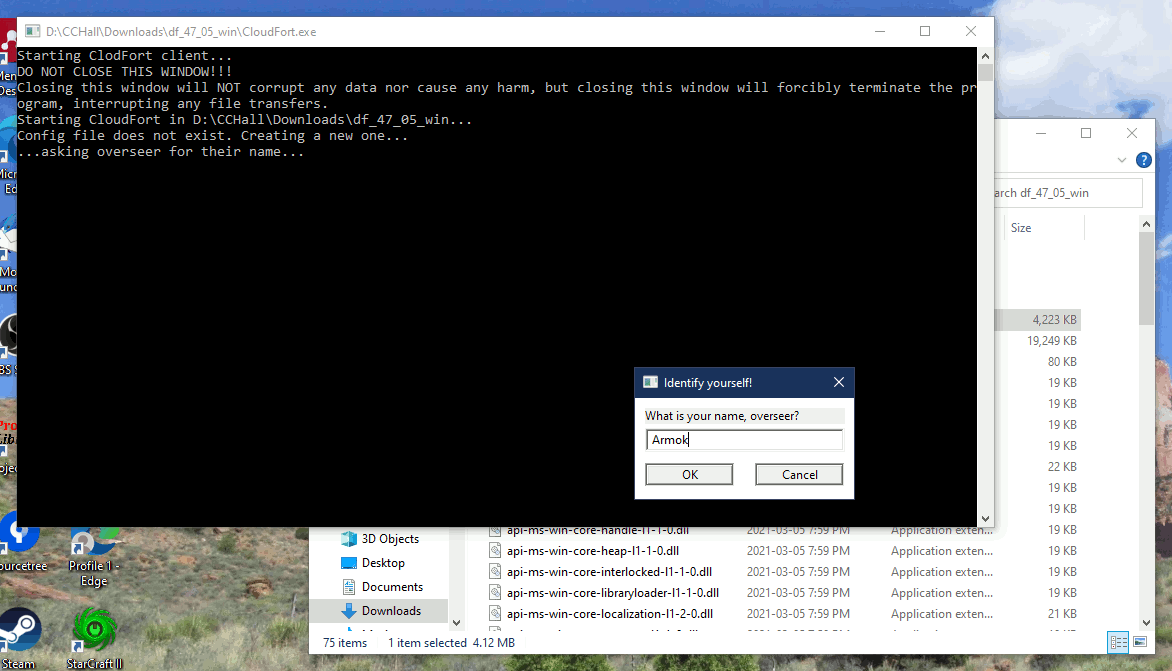 D:\CCHall\Downloads\df_47_05_win\CloudFort.exe
Starting ClodFort client...
DO NOT CLOSE THIS WINDOW!!!
Closing this window will NOT corrupt any data nor cause any harm, but closing this window will forcibly terminate the pr
ogram, interrupting any file transfers.
Starting CloudFort in D:\CCHall\Downloads\df_47_05_win...
Config file does not exist. Creating a new one...
...asking overseer for their name...
Identify yourself!
What is your name, overseer?
Armok
OK Cancel
?
arch df_47_05_win
Size
4,223 KB
19,249 KB
80 KB
19 KB
19 KB
19 KB
19 KB
22 KB
19 KB
19 KB
3D Objects
Desktop
Documents
Downloads
api-ms-win-core-handle-l1-1-0.dll 2021-03-05 7:59 PM Application exten... 19 KB
api-ms-win-core-heap-l1-1-0.dll 2021-03-05 7:59 PM Application exten... 19 KB
api-ms-win-core-interlocked-l1-1-0.dll 2021-03-05 7:59 PM Application exten... 19 KB
api-ms-win-core-libraryloader-l1-1-0.dll 2021-03-05 7:59 PM Application exten... 19 KB
api-ms-win-core-localization-l1-2-0.dll 2021-03-05 7:59 PM Application exten... 21 KB
75 items 1 item selected 4.12 MB
ourcetree
Profile 1 -
Edge
Steam
StarCraft II